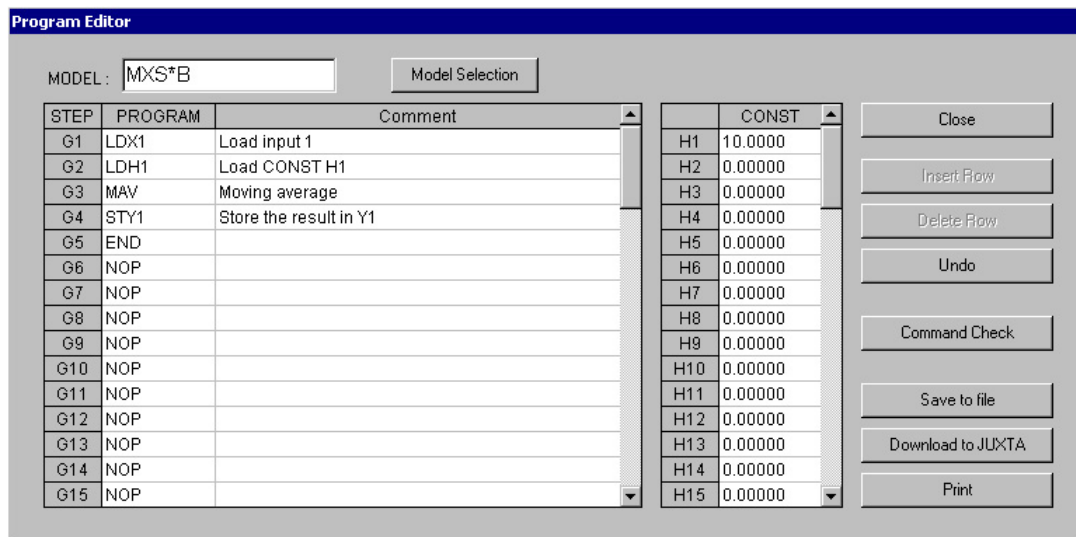 Program Editor
MODEL : MXS*B Model Selection
STEP PROGRAM Comment CONST Close
G1 LDX1 Load input 1 H1 10.0000
G2 LDH1 Load CONST H1 H2 0.00000 Insert Row
G3 MAV Moving average H3 0.00000
G4 STY1 Store the result in Y1 H4 0.00000 Delete Row
G5 END H5 0.00000
G6 NOP H6 0.00000 Undo
G7 NOP H7 0.00000
G8 NOP H8 0.00000
G9 NOP H9 0.00000 Command Check
G10 NOP H10 0.00000
G11 NOP H11 0.00000
G12 NOP H12 0.00000 Save to file
G13 NOP H13 0.00000
G14 NOP H14 0.00000 Download to JUXTA
G15 NOP H15 0.00000 Print